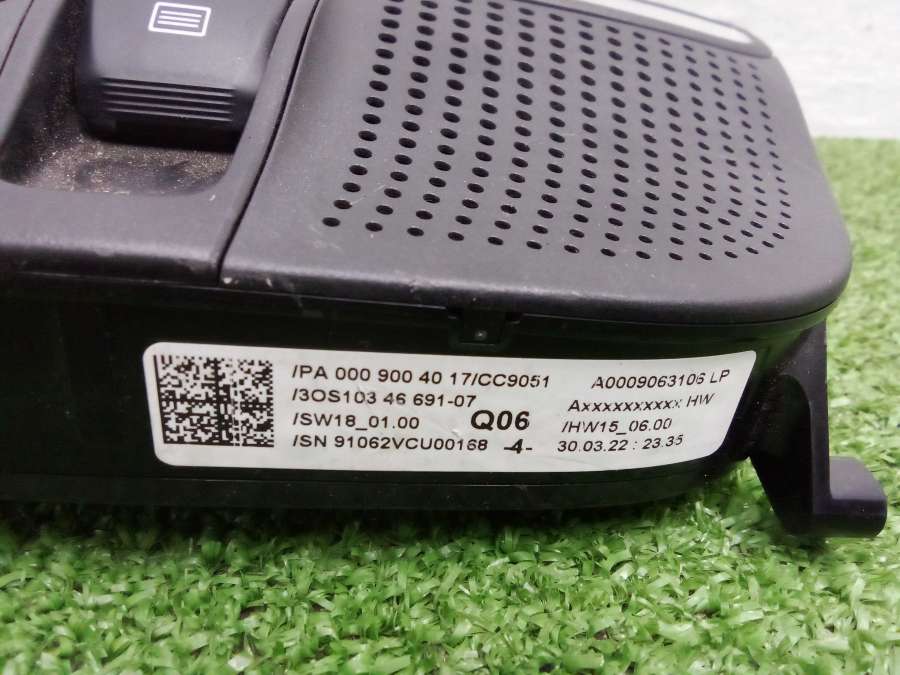 /PA 000 900 40 17/CC9051 A0009063106 LP
/3OS103 46 691-07 Axxxxxxxxxx HW
/SW18_01.00 Q06 /HW15_06.00
/SN 91062VCU00168 -4- 30.03.22 : 23.35